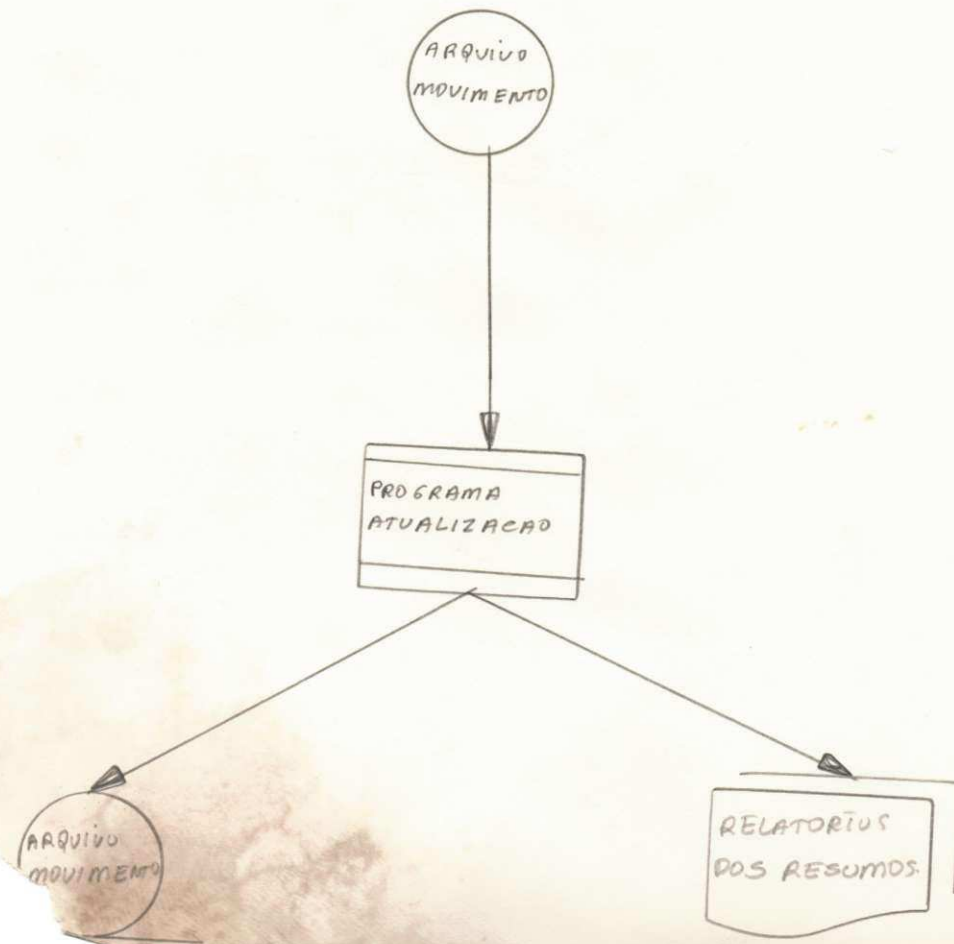 ARQUIVO
MOVIMENTO
PROGRAMA
ATUALIZACAO
ARQUIVO
MOVIMENTO
RELATORIOS
DOS RESUMOS.